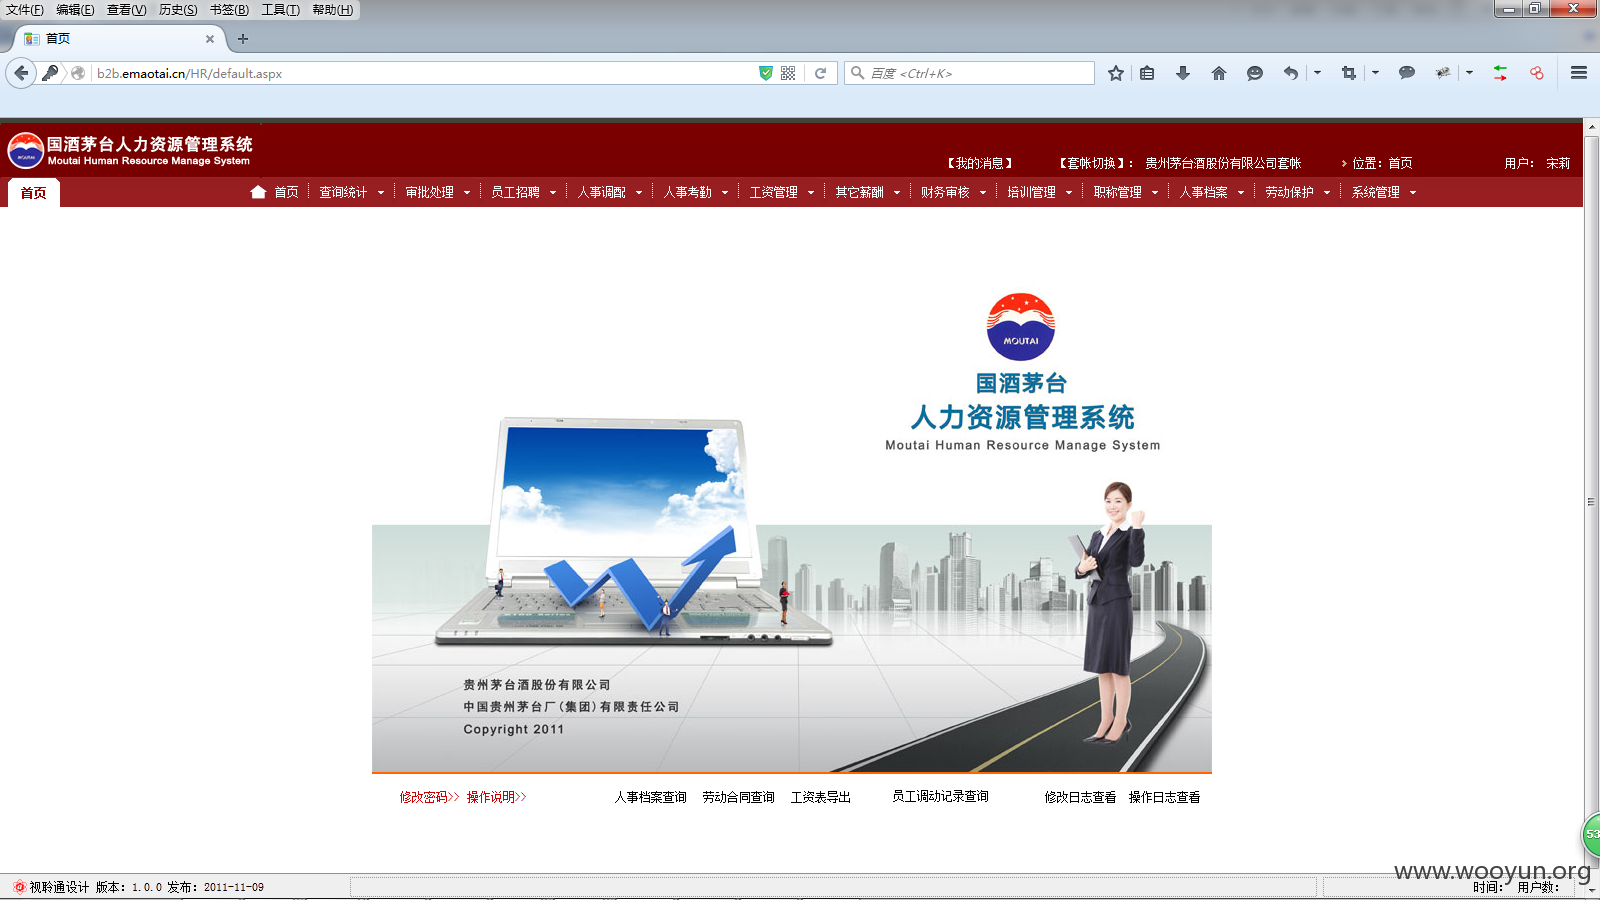 文件(F) 编辑(E) 查看(V) 历史(S) 书签(B) 工具(T) 帮助(H)
首页
b2b.emaotai.cn/HR/default.aspx
百度 <Ctrl+K>
国酒茅台人力资源管理系统
Moutai Human Resource Manage System
MOUTAI
【我的消息】 【套帐切换】： 贵州茅台酒股份有限公司套帐 位置：首页 用户： 宋莉
首页
首页 查询统计 审批处理 员工招聘 人事调配 人事考勤 工资管理 其它薪酬 财务审核 培训管理 职称管理 人事档案 劳动保护 系统管理
MOUTAI
国酒茅台
人力资源管理系统
Moutai Human Resource Manage System
贵州茅台酒股份有限公司
中国贵州茅台厂(集团)有限责任公司
Copyright 2011
修改密码>> 操作说明>> 人事档案查询 劳动合同查询 工资表导出 员工调动记录查询 修改日志查看 操作日志查看
53
www.wooyun.org
视聆通设计 版本：1.0.0 发布：2011-11-09 时间： 用户数：